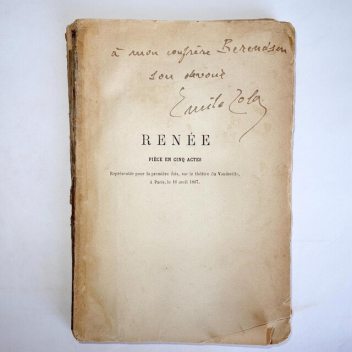 à mon confrère Berendsen
son dévoué
Emile Zola
RENÉE
PIÈCE EN CINQ ACTES
Représentée pour la première fois, sur le théâtre du Vaudeville,
à Paris, le 16 avril 1887.